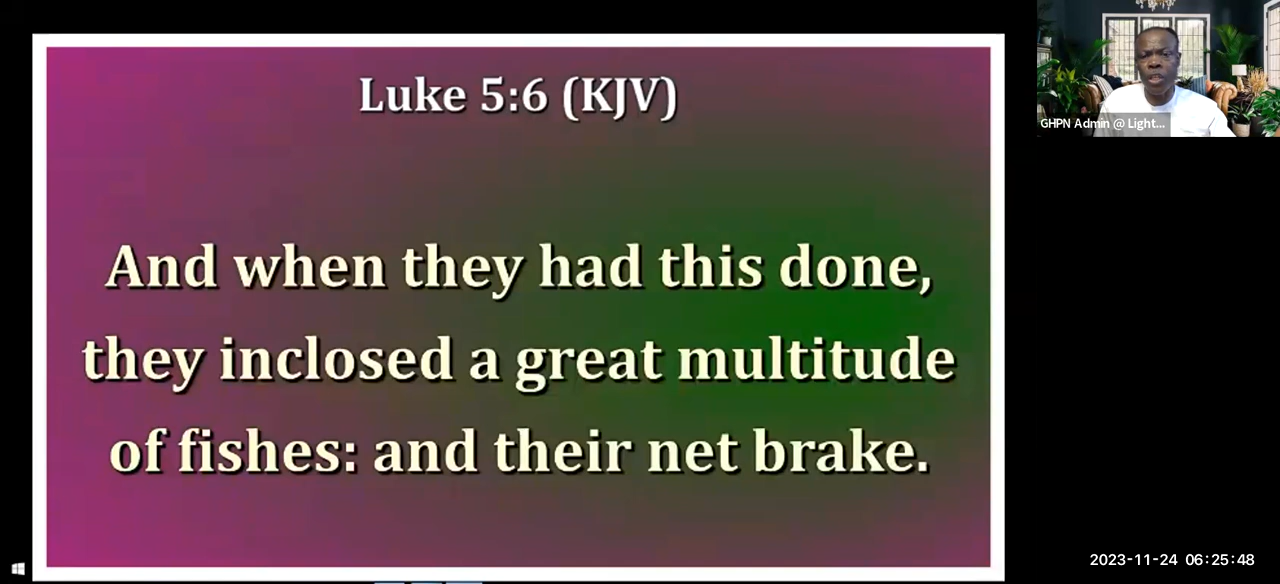 Luke 5:6 (KJV)
And when they had this done,
they inclosed a great multitude
of fishes: and their net brake.
GHPN Admin @ Light...
2023-11-24 06:25:48